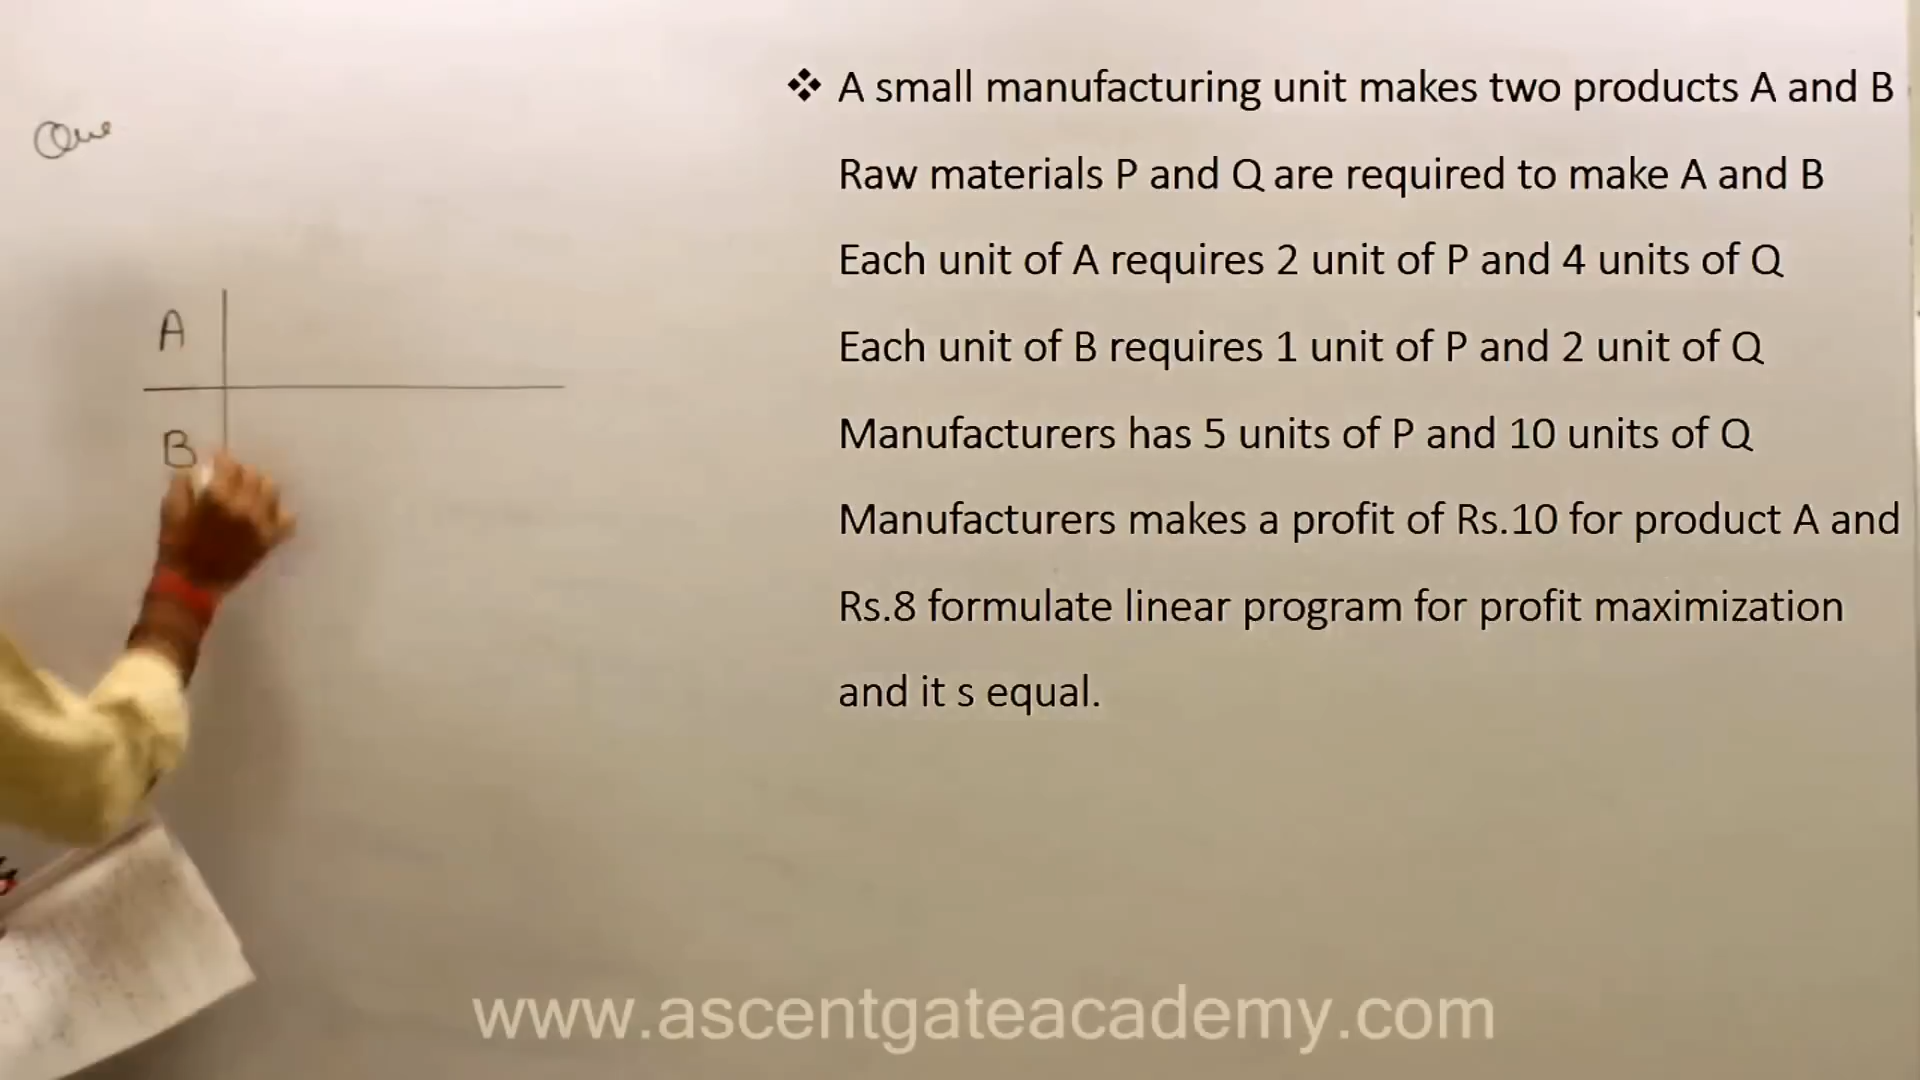 Que
A
B
❖ A small manufacturing unit makes two products A and B
Raw materials P and Q are required to make A and B
Each unit of A requires 2 unit of P and 4 units of Q
Each unit of B requires 1 unit of P and 2 unit of Q
Manufacturers has 5 units of P and 10 units of Q
Manufacturers makes a profit of Rs.10 for product A and
Rs.8 formulate linear program for profit maximization
and it s equal.
www.ascentgateacademy.com